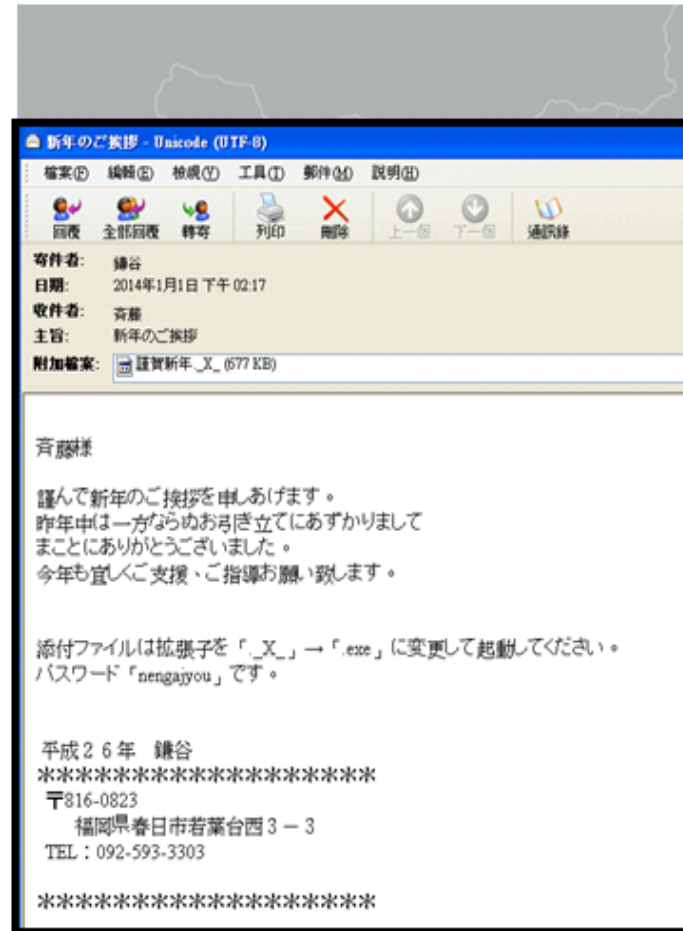 新年のご挨拶 - Unicode (UTF-8)
檔案(F) 編輯(E) 檢視(V) 工具(T) 郵件(M) 説明(H)
回覆 全部回覆 轉寄 列印 刪除 上一個 下一個 通訊錄
寄件者: 鎌谷
日期: 2014年1月1日 下午 02:17
收件者: 斉藤
主旨: 新年のご挨拶
附加檔案: 謹賀新年._X_ (677 KB)
斉藤様
謹んで新年のご挨拶を申しあげます。
昨年中は一方ならぬお引き立てにあずかりまして
まことにありがとうございました。
今年も宜しくご支援、ご指導お願い致します。
添付ファイルは拡張子を「._X_」→「.exe」に変更して起動してください。
パスワード「nengajyou」です。
平成26年 鎌谷
******************
〒816-0823
福岡県春日市若葉台西3－3
TEL：092-593-3303
******************